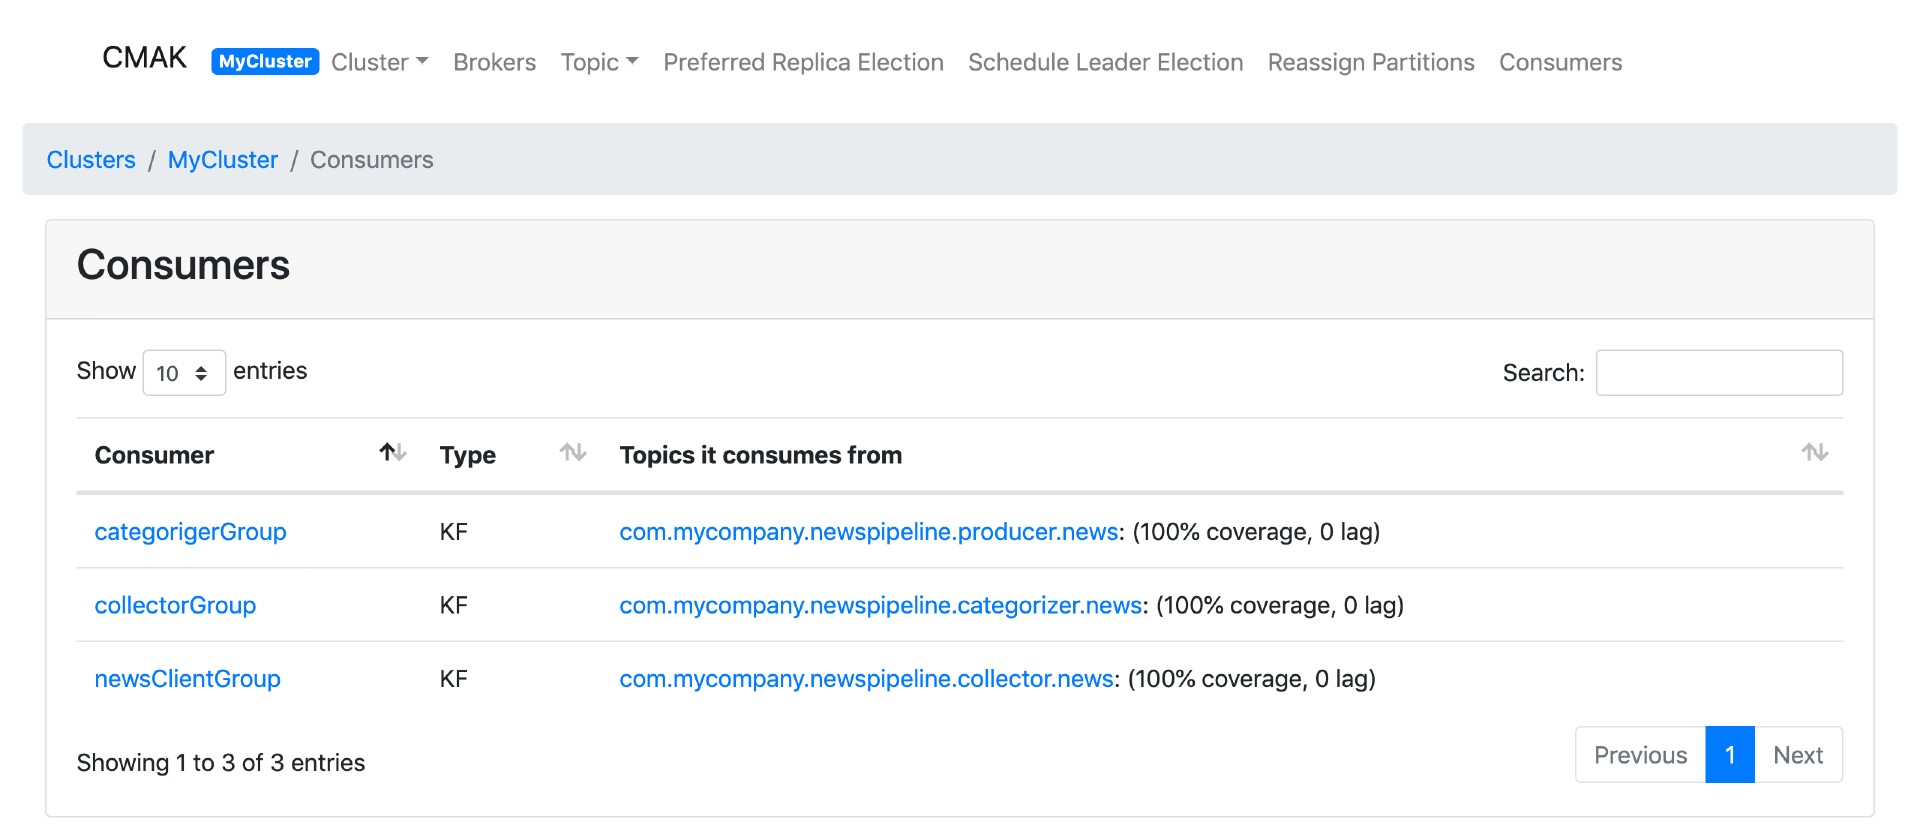 CMAK MyCluster Cluster Brokers Topic Preferred Replica Election Schedule Leader Election Reassign Partitions Consumers
Clusters / MyCluster / Consumers
Consumers
Show 10 entries Search:
Consumer Type Topics it consumes from
categorigerGroup KF com.mycompany.newspipeline.producer.news: (100% coverage, 0 lag)
collectorGroup KF com.mycompany.newspipeline.categorizer.news: (100% coverage, 0 lag)
newsClientGroup KF com.mycompany.newspipeline.collector.news: (100% coverage, 0 lag)
Showing 1 to 3 of 3 entries Previous 1 Next